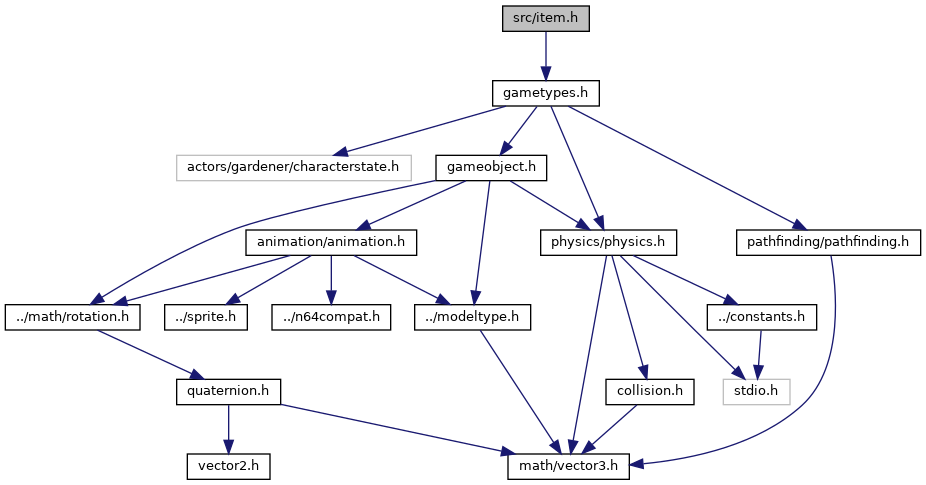 src/item.h
gametypes.h
actors/gardener/characterstate.h
gameobject.h
animation/animation.h
physics/physics.h
pathfinding/pathfinding.h
../math/rotation.h
../sprite.h
../n64compat.h
../modeltype.h
../constants.h
quaternion.h
collision.h
stdio.h
vector2.h
math/vector3.h